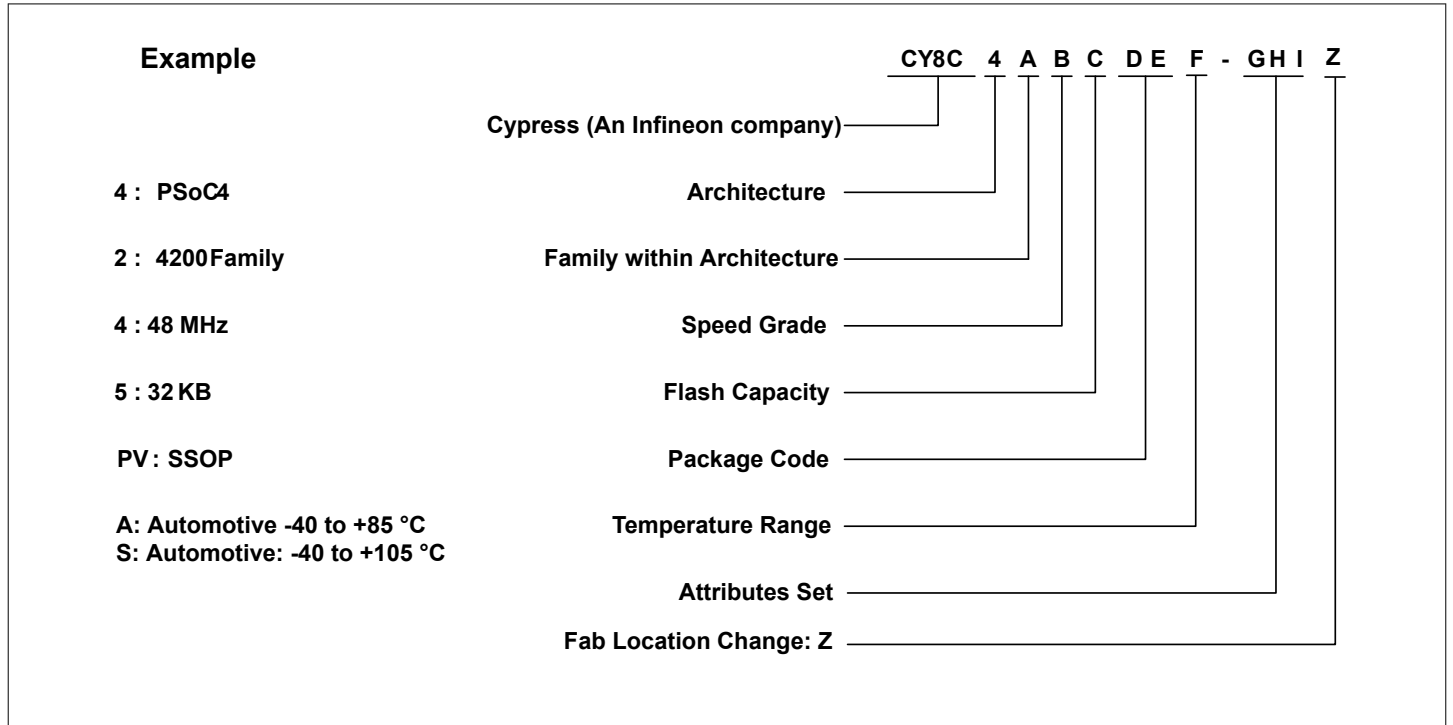 Example CY8C 4 A B C D E F - G H I Z
Cypress (An Infineon company)
4 : PSoC4 Architecture
2 : 4200 Family Family within Architecture
4 : 48 MHz Speed Grade
5 : 32 KB Flash Capacity
PV : SSOP Package Code
A: Automotive -40 to +85 °C Temperature Range
S: Automotive: -40 to +105 °C
Attributes Set
Fab Location Change: Z